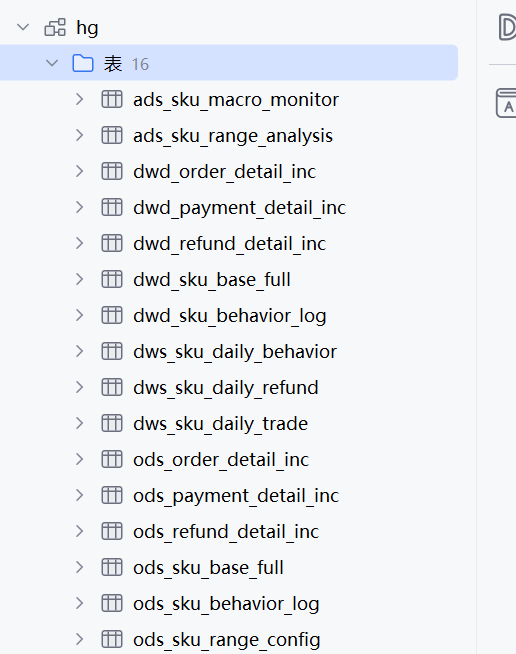 hg
表 16
ads_sku_macro_monitor
ads_sku_range_analysis
dwd_order_detail_inc
dwd_payment_detail_inc
dwd_refund_detail_inc
dwd_sku_base_full
dwd_sku_behavior_log
dws_sku_daily_behavior
dws_sku_daily_refund
dws_sku_daily_trade
ods_order_detail_inc
ods_payment_detail_inc
ods_refund_detail_inc
ods_sku_base_full
ods_sku_behavior_log
ods_sku_range_config
D
A